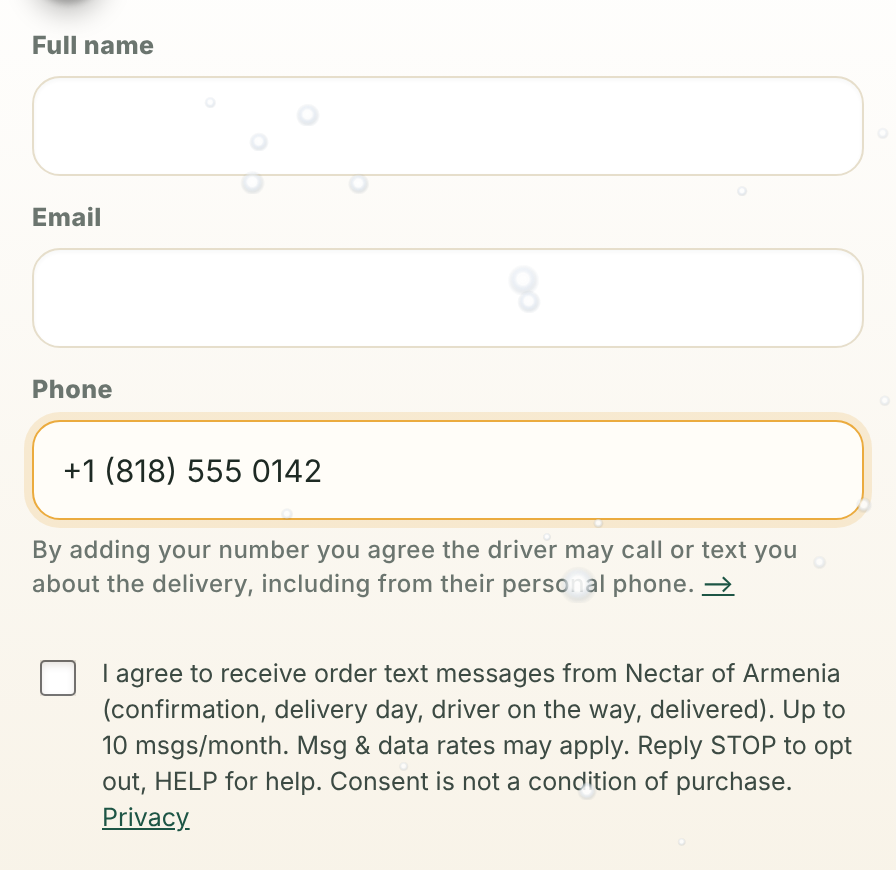 Full name
Email
Phone
+1 (818) 555 0142
By adding your number you agree the driver may call or text you
about the delivery, including from their personal phone. →
I agree to receive order text messages from Nectar of Armenia
(confirmation, delivery day, driver on the way, delivered). Up to
10 msgs/month. Msg & data rates may apply. Reply STOP to opt
out, HELP for help. Consent is not a condition of purchase.
Privacy